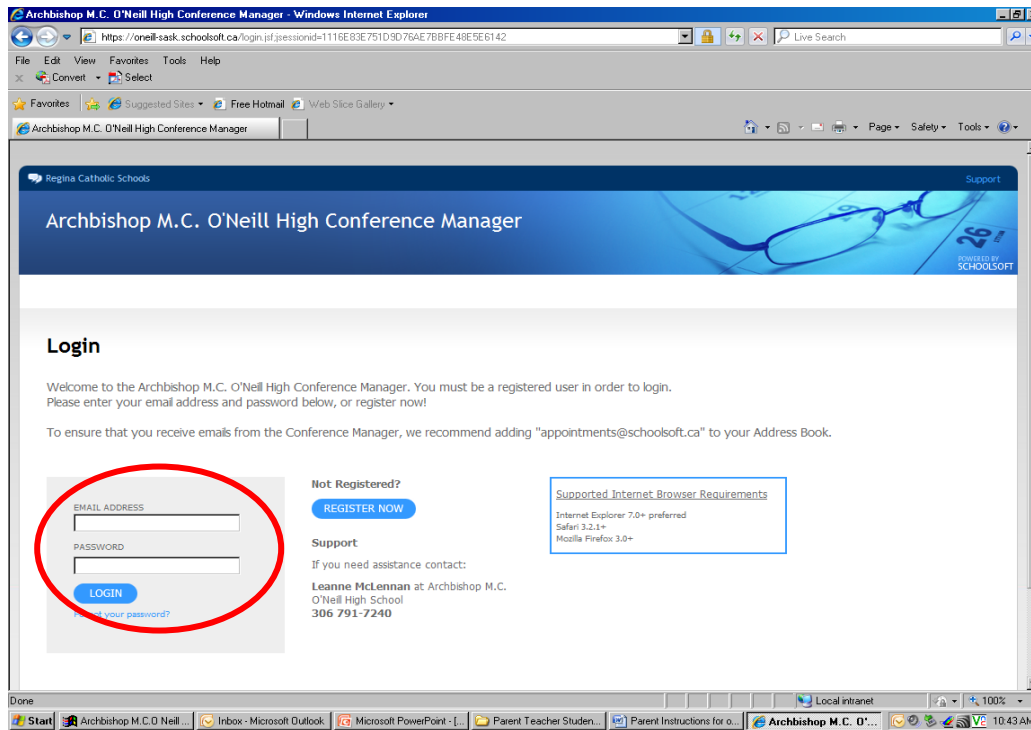 Archbishop M.C. O'Neill High Conference Manager - Windows Internet Explorer
https://oneill-sask.schoolsoft.ca/login.jsf;jsessionid=1116E83E751D9D76AE7BBFE48E5E6142
Live Search
File Edit View Favorites Tools Help
x Convert Select
Favorites Suggested Sites Free Hotmail Web Slice Gallery
Archbishop M.C. O'Neill High Conference Manager
Page Safety Tools
Regina Catholic Schools Support
Archbishop M.C. O'Neill High Conference Manager
26
POWERED BY
SCHOOLSOFT
Login
Welcome to the Archbishop M.C. O'Neill High Conference Manager. You must be a registered user in order to login.
Please enter your email address and password below, or register now!
To ensure that you receive emails from the Conference Manager, we recommend adding "appointments@schoolsoft.ca" to your Address Book.
EMAIL ADDRESS
PASSWORD
LOGIN
Forgot your password?
Not Registered?
REGISTER NOW
Support
If you need assistance contact:
Leanne McLennan at Archbishop M.C.
O'Neill High School
306 791-7240
Supported Internet Browser Requirements
Internet Explorer 7.0+ preferred
Safari 3.2.1+
Mozilla Firefox 3.0+
Done Local intranet 100%
Start Archbishop M.C.O Neill ... Inbox - Microsoft Outlook Microsoft PowerPoint - [... Parent Teacher Studen... Parent Instructions for o... Archbishop M.C. O'... 10:43 AM